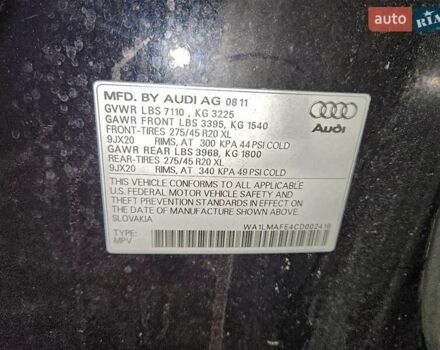 auto.RIA
MFD. BY AUDI AG 08 11
GVWR LBS 7110 , KG 3225
GAWR FRONT LBS 3395, KG 1540
FRONT-TIRES 275/45 R20 XL
9JX20 RIMS, AT 300 KPA 44 PSI COLD
GAWR REAR LBS 3968, KG 1800
REAR-TIRES 275/45 R20 XL
9JX20 RIMS, AT 340 KPA 49 PSI COLD
THIS VEHICLE CONFORMS TO ALL APPLICABLE
U.S. FEDERAL MOTOR VEHICLE SAFETY AND
THEFT PREVENTION STANDARDS IN EFFECT
ON THE DATE OF MANUFACTURE SHOWN ABOVE
SLOVAKIA
TYPE:
MPV
WA1LMAFE4CD002416
Audi